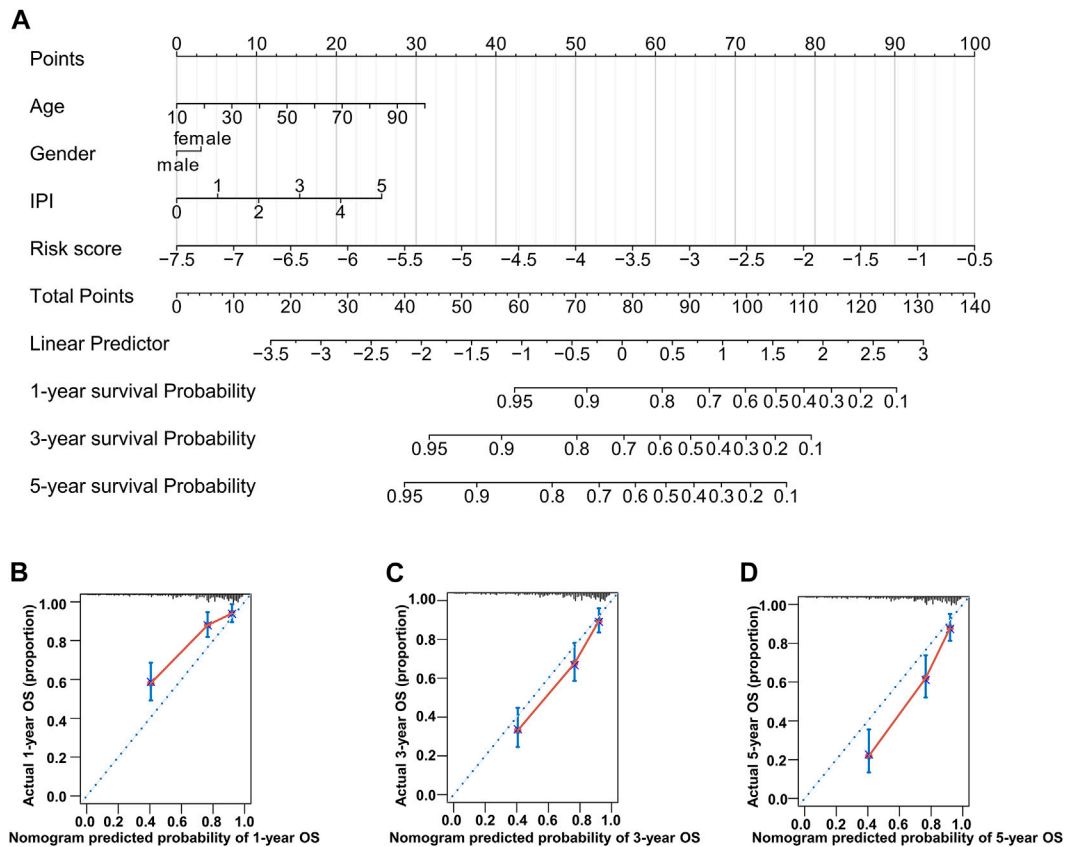 A
Points
0 10 20 30 40 50 60 70 80 90 100
Age
10 30 50 70 90
female
Gender
male
1 3 5
IPI
0 2 4
Risk score
−7.5 −7 −6.5 −6 −5.5 −5 −4.5 −4 −3.5 −3 −2.5 −2 −1.5 −1 −0.5
Total Points
0 10 20 30 40 50 60 70 80 90 100 110 120 130 140
Linear Predictor
−3.5 −3 −2.5 −2 −1.5 −1 −0.5 0 0.5 1 1.5 2 2.5 3
1-year survival Probability
0.95 0.9 0.8 0.7 0.6 0.5 0.4 0.3 0.2 0.1
3-year survival Probability
0.95 0.9 0.8 0.7 0.6 0.5 0.4 0.3 0.2 0.1
5-year survival Probability
0.95 0.9 0.8 0.7 0.6 0.5 0.4 0.3 0.2 0.1
B
Actual 1-year OS (proportion)
1.00
0.8
0.6
0.4
0.2
0.0
0.0 0.2 0.4 0.6 0.8 1.0
Nomogram predicted probability of 1-year OS
C
Actual 3-year OS (proportion)
1.00
0.8
0.6
0.4
0.2
0.0
0.0 0.2 0.4 0.6 0.8 1.0
Nomogram predicted probability of 3-year OS
D
Actual 5-year OS (proportion)
1.00
0.8
0.6
0.4
0.2
0.0
0.0 0.2 0.4 0.6 0.8 1.0
Nomogram predicted probability of 5-year OS